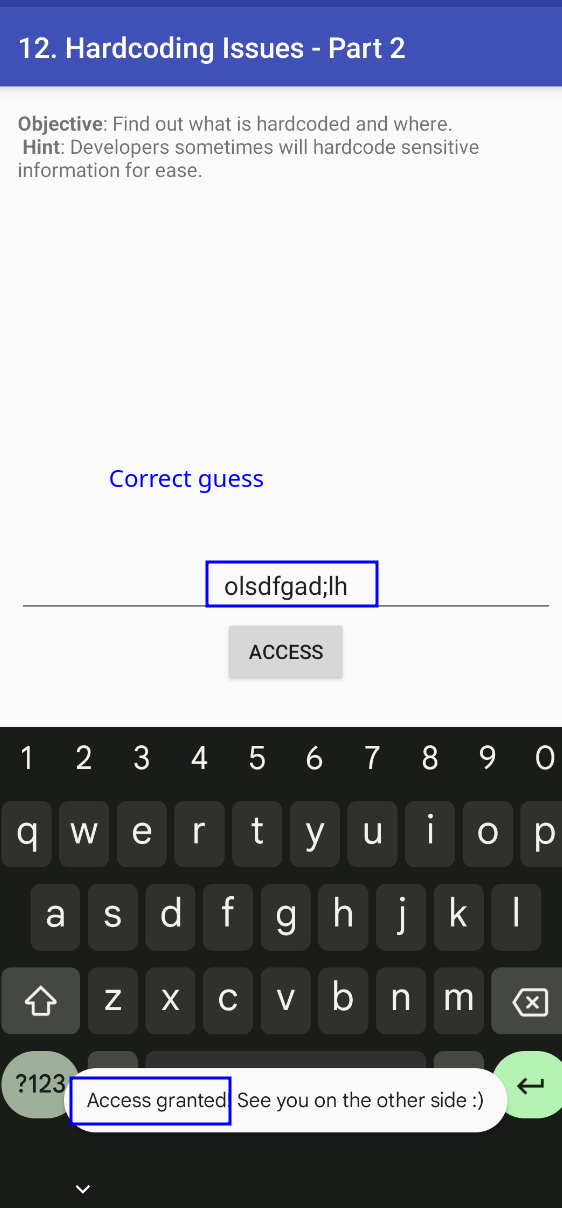 12. Hardcoding Issues - Part 2
Objective: Find out what is hardcoded and where.
Hint: Developers sometimes will hardcode sensitive
information for ease.
Correct guess
olsdfgad;lh
ACCESS
1 2 3 4 5 6 7 8 9 0
q w e r t y u i o p
a s d f g h j k l
z x c v b n m
?123
Access granted! See you on the other side :)